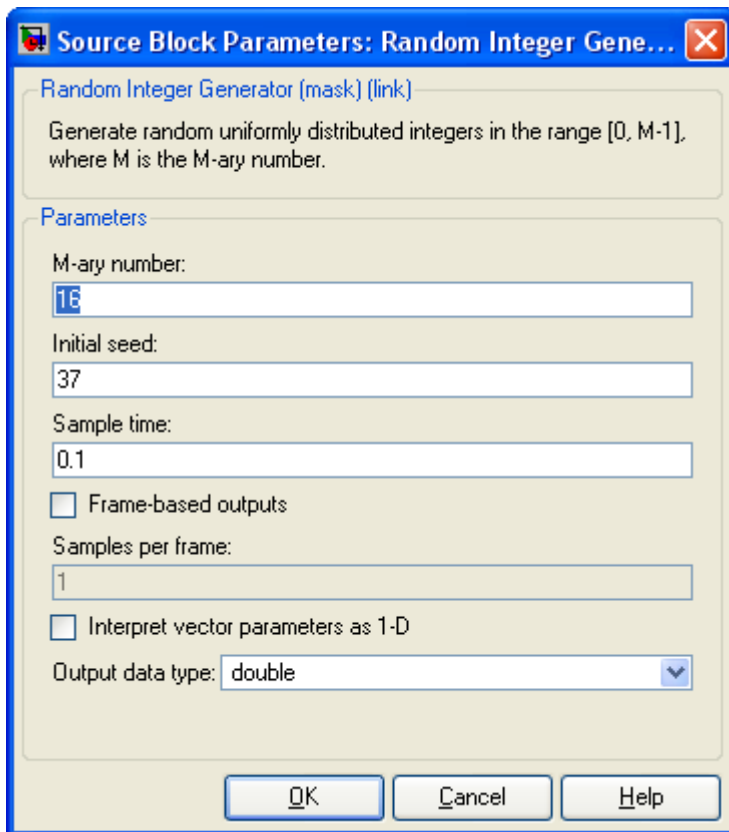 Source Block Parameters: Random Integer Gene...
Random Integer Generator (mask) (link)
Generate random uniformly distributed integers in the range [0, M-1],
where M is the M-ary number.
Parameters
M-ary number:
16
Initial seed:
37
Sample time:
0.1
Frame-based outputs
Samples per frame:
1
Interpret vector parameters as 1-D
Output data type: double
OK Cancel Help